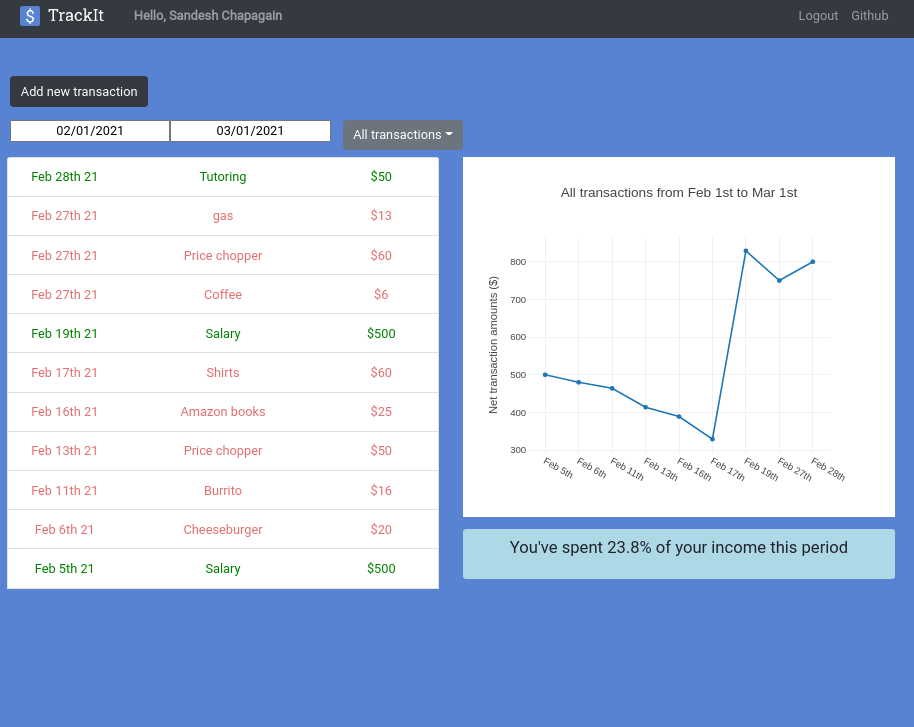 $ TrackIt Hello, Sandesh Chapagain Logout Github
Add new transaction
02/01/2021 03/01/2021 All transactions
Feb 28th 21 Tutoring $50
Feb 27th 21 gas $13
Feb 27th 21 Price chopper $60
Feb 27th 21 Coffee $6
Feb 19th 21 Salary $500
Feb 17th 21 Shirts $60
Feb 16th 21 Amazon books $25
Feb 13th 21 Price chopper $50
Feb 11th 21 Burrito $16
Feb 6th 21 Cheeseburger $20
Feb 5th 21 Salary $500
All transactions from Feb 1st to Mar 1st
Net transaction amounts ($)
800
700
600
500
400
300
Feb 5th Feb 6th Feb 11th Feb 13th Feb 16th Feb 17th Feb 19th Feb 27th Feb 28th
You've spent 23.8% of your income this period